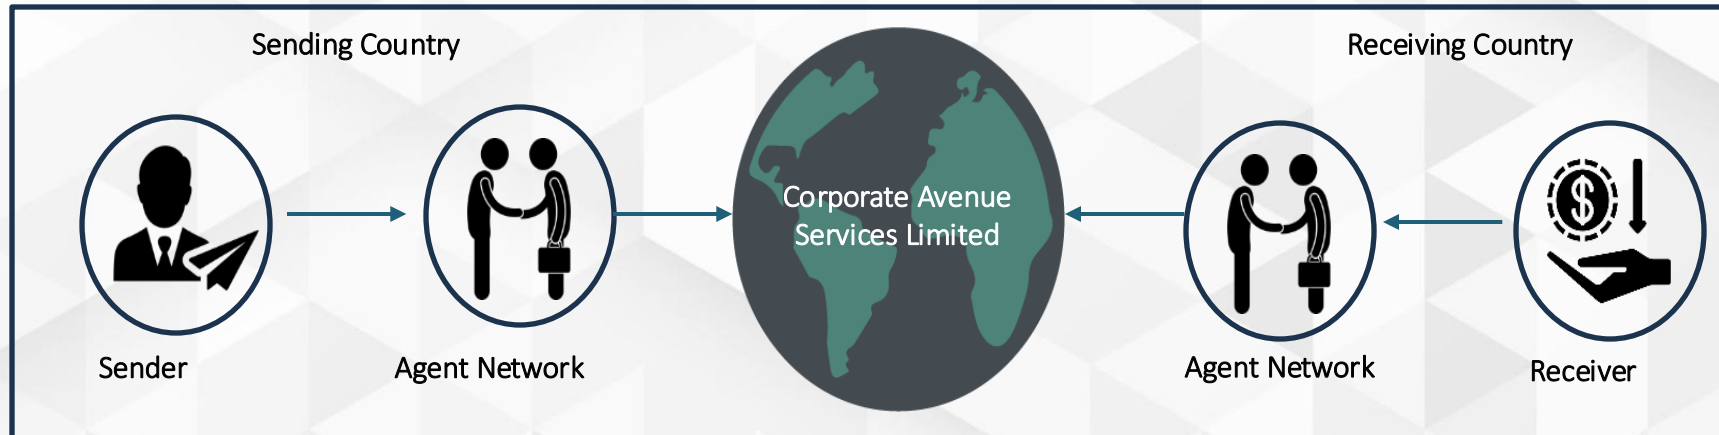 Sending Country
Receiving Country
Corporate Avenue
Services Limited
Sender
Agent Network
Agent Network
Receiver